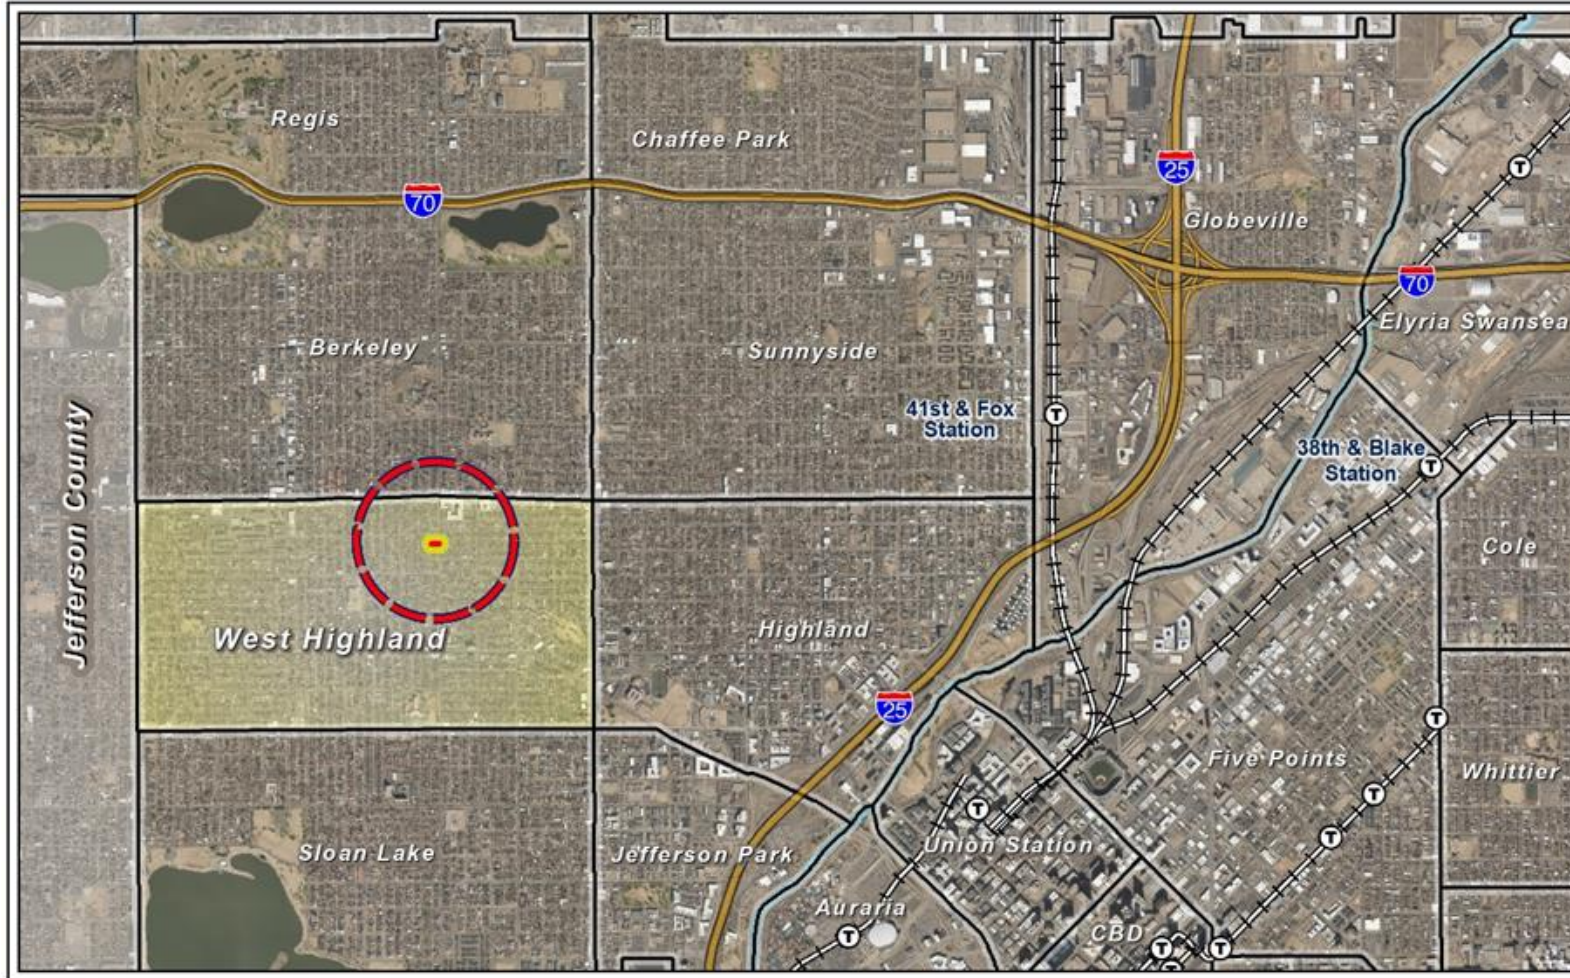 Regis
Chaffee Park
25
70
Globeville
70
Elyria Swansea
Berkeley
Sunnyside
41st & Fox
Station
T
T
38th & Blake
Station
T
Jefferson County
Cole
West Highland
Highland
25
T
Five Points
Whittier
T
T
Union Station
T
Sloan Lake
Jefferson Park
Auraria
T
CBD
T
T
T